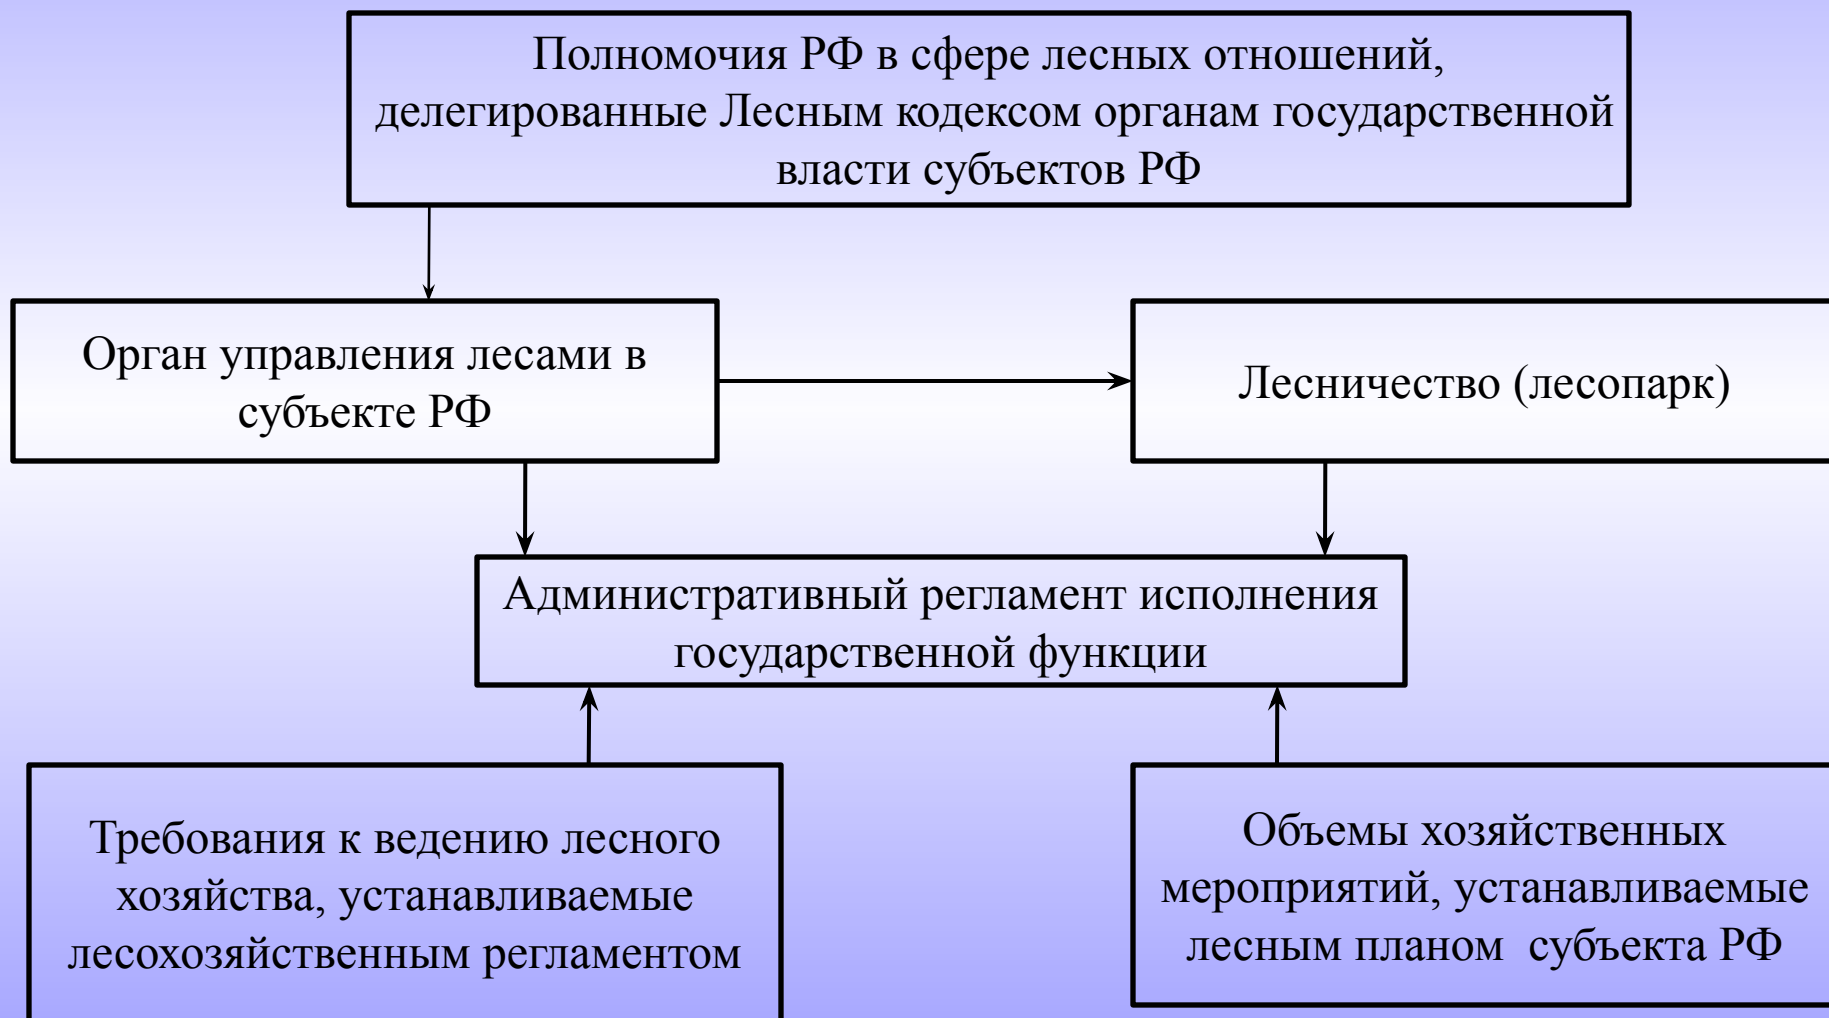 Полномочия РФ в сфере лесных отношений,
делегированные Лесным кодексом органам государственной
власти субъектов РФ
Орган управления лесами в
субъекте РФ
Лесничество (лесопарк)
Административный регламент исполнения
государственной функции
Требования к ведению лесного
хозяйства, устанавливаемые
лесохозяйственным регламентом
Объемы хозяйственных
мероприятий, устанавливаемые
лесным планом субъекта РФ